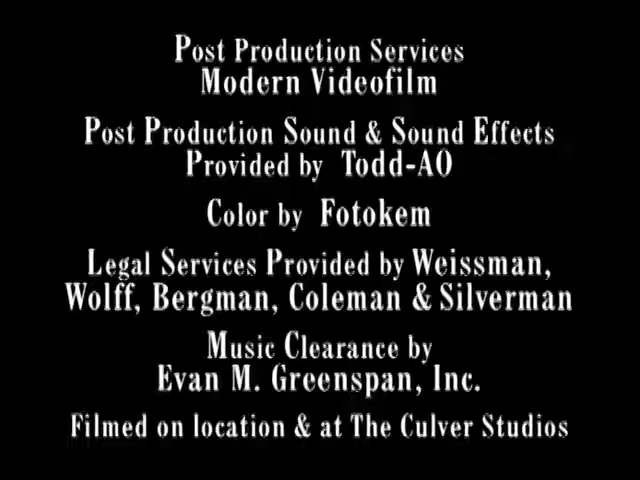 Post Production Services
Modern Videofilm
Post Production Sound & Sound Effects
Provided by Todd-AO
Color by Fotokem
Legal Services Provided by Weissman,
Wolff, Bergman, Coleman & Silverman
Music Clearance by
Evan M. Greenspan, Inc.
Filmed on location & at The Culver Studios